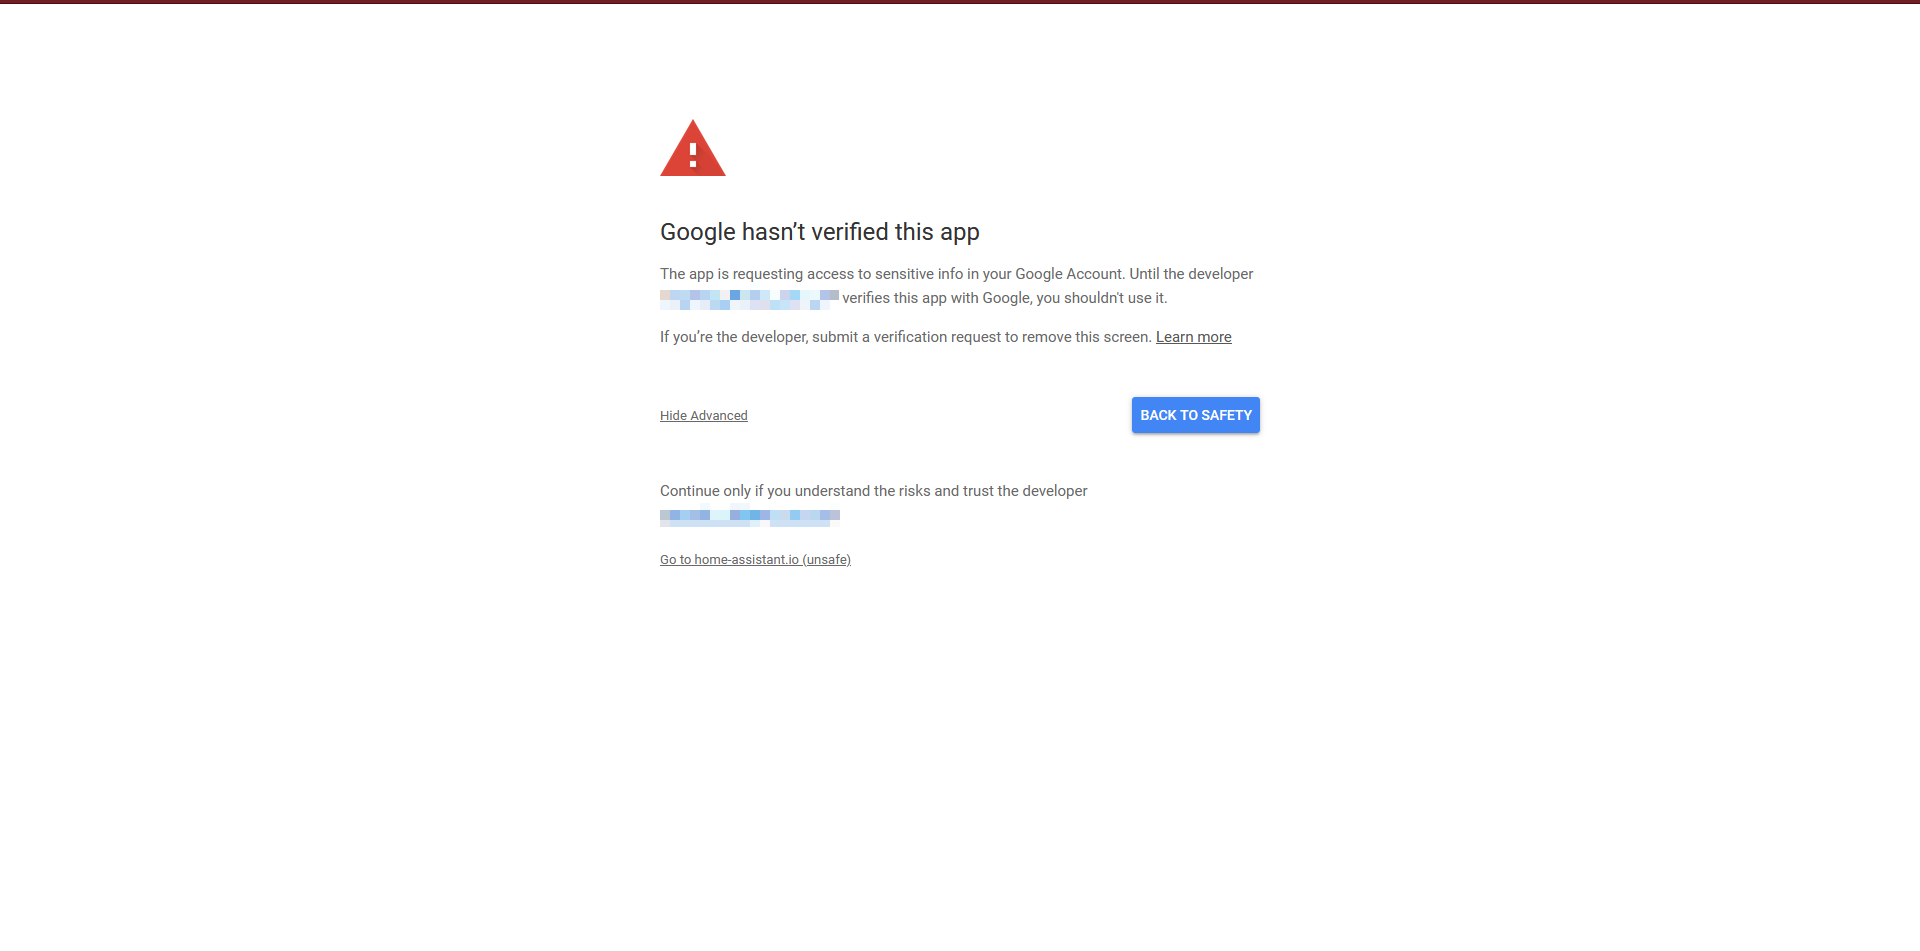 Google hasn’t verified this app
The app is requesting access to sensitive info in your Google Account. Until the developer
verifies this app with Google, you shouldn't use it.
If you’re the developer, submit a verification request to remove this screen. Learn more
Hide Advanced
BACK TO SAFETY
Continue only if you understand the risks and trust the developer
Go to home-assistant.io (unsafe)